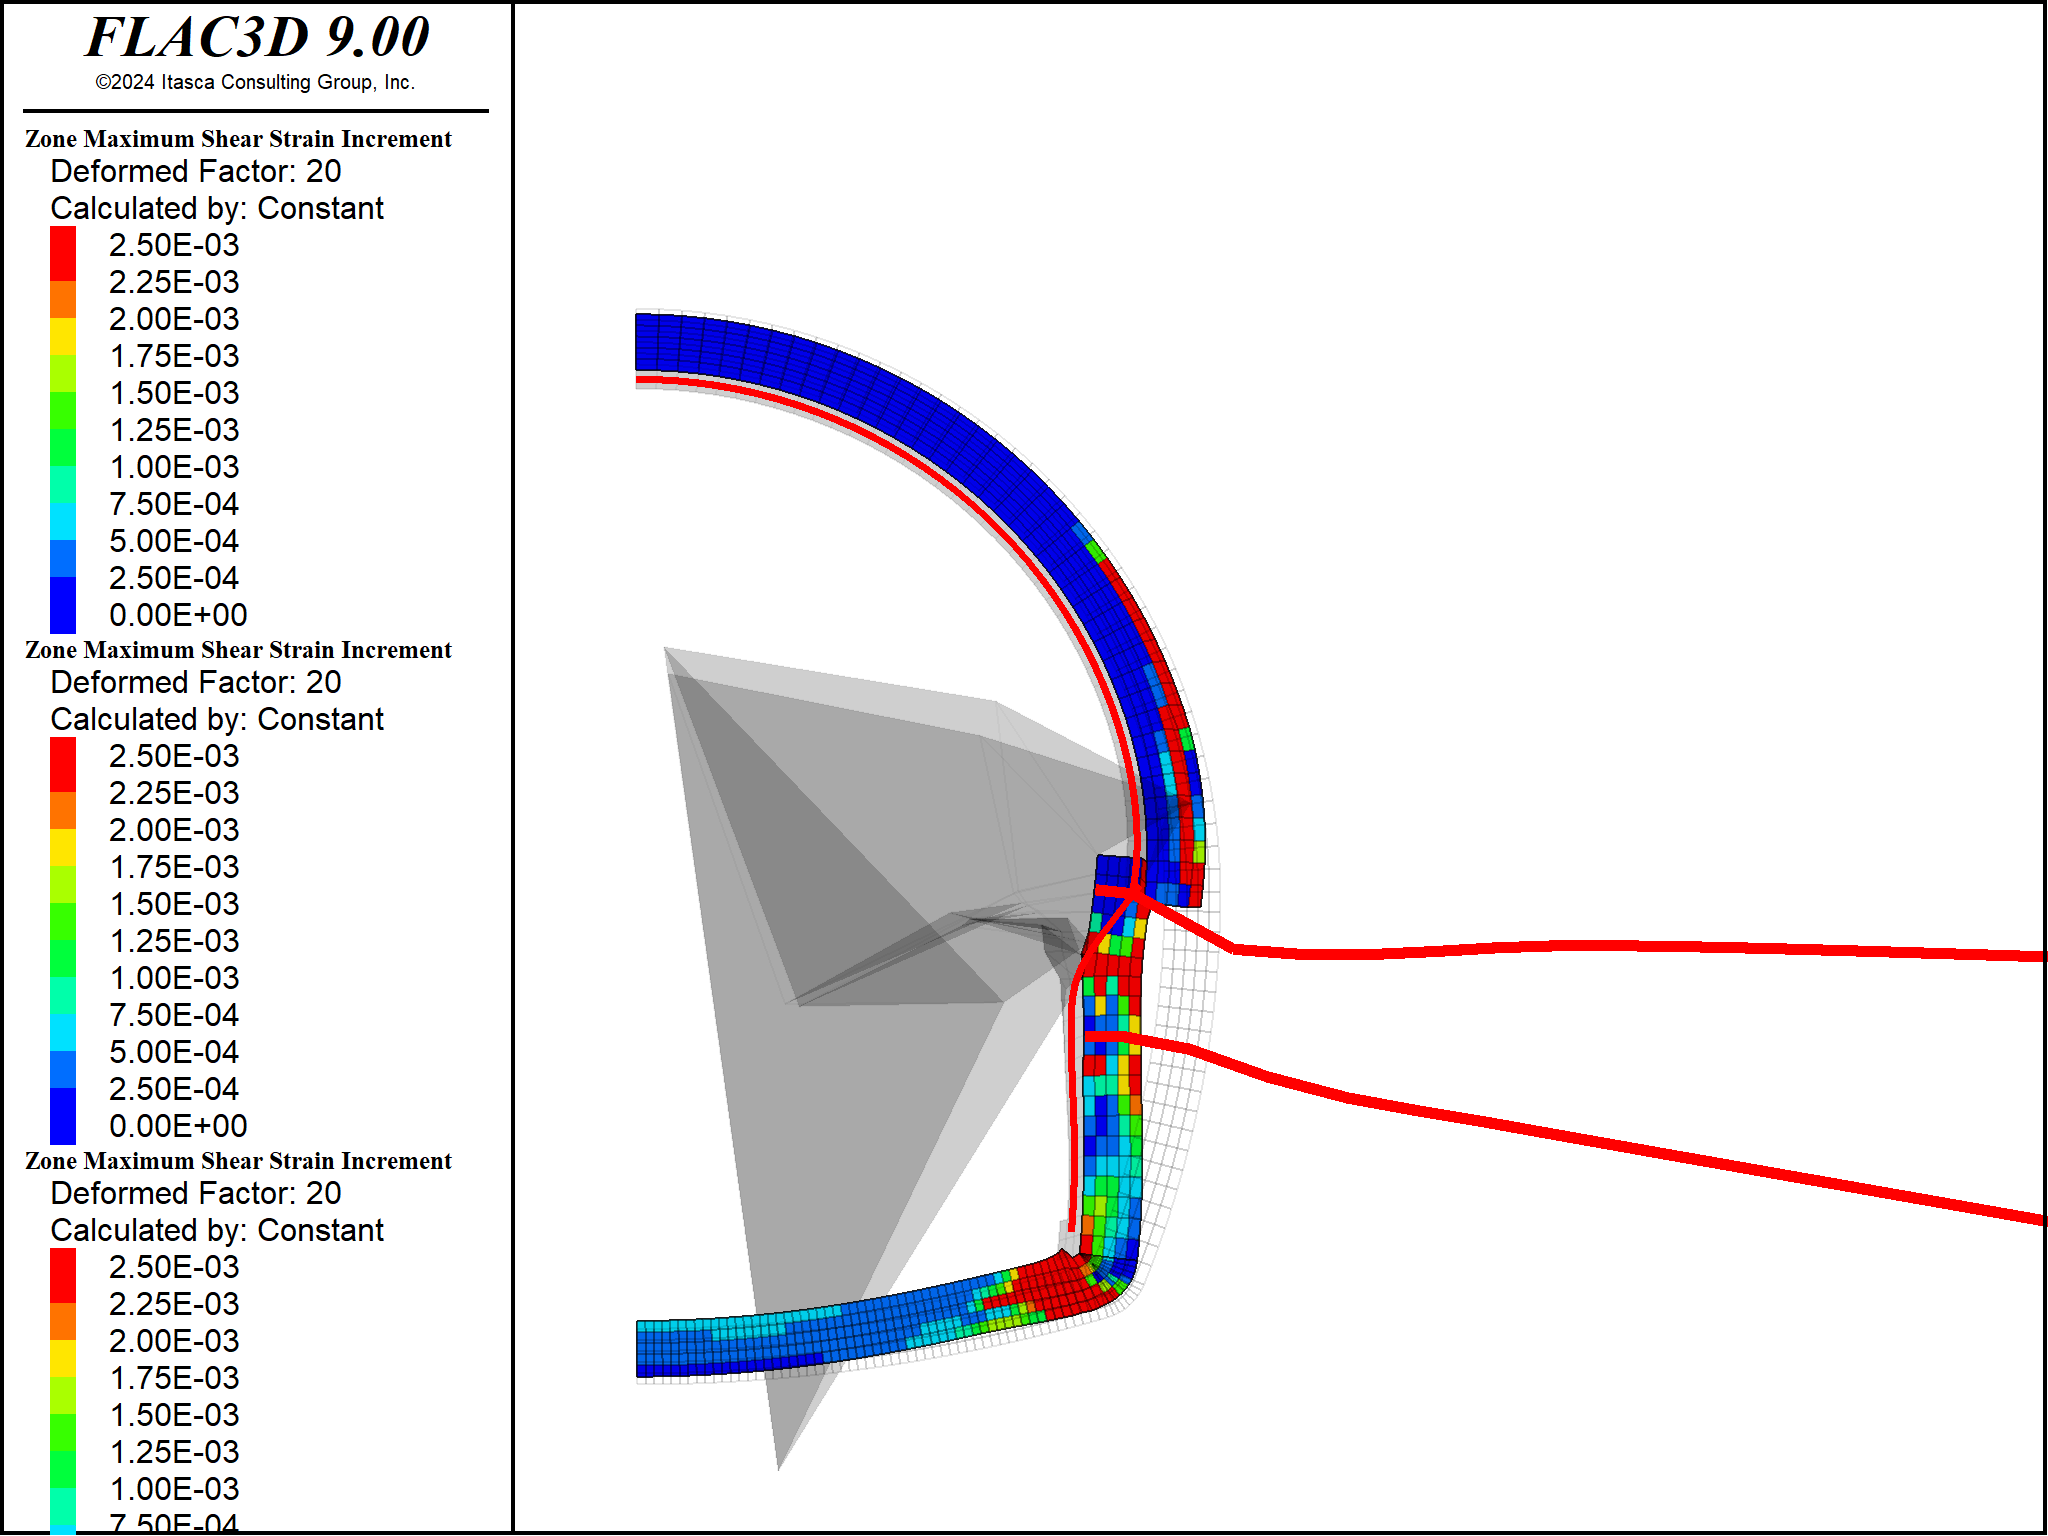 FLAC3D 9.00
©2024 Itasca Consulting Group, Inc.
Zone Maximum Shear Strain Increment
Deformed Factor: 20
Calculated by: Constant
2.50E-03
2.25E-03
2.00E-03
1.75E-03
1.50E-03
1.25E-03
1.00E-03
7.50E-04
5.00E-04
2.50E-04
0.00E+00
Zone Maximum Shear Strain Increment
Deformed Factor: 20
Calculated by: Constant
2.50E-03
2.25E-03
2.00E-03
1.75E-03
1.50E-03
1.25E-03
1.00E-03
7.50E-04
5.00E-04
2.50E-04
0.00E+00
Zone Maximum Shear Strain Increment
Deformed Factor: 20
Calculated by: Constant
2.50E-03
2.25E-03
2.00E-03
1.75E-03
1.50E-03
1.25E-03
1.00E-03
7.50E-04